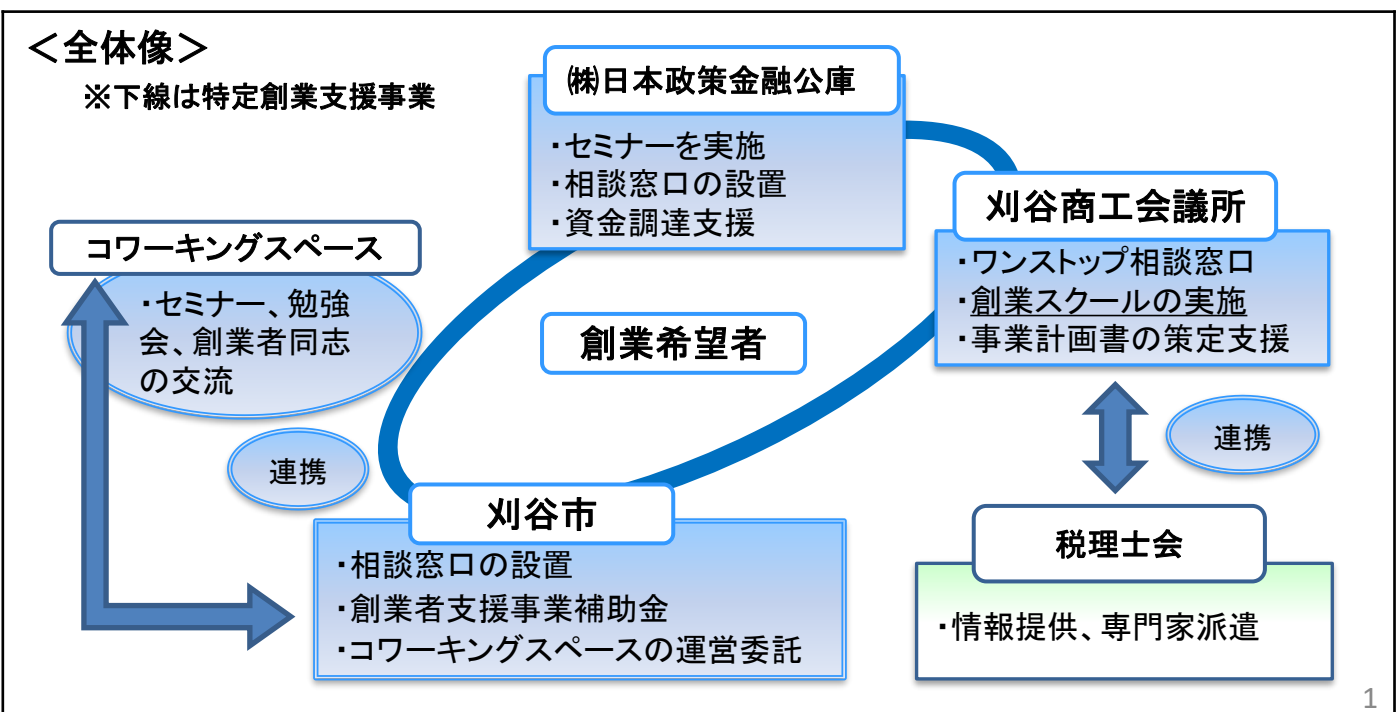 ＜全体像＞
※下線は特定創業支援事業
㈱日本政策金融公庫
・セミナーを実施
・相談窓口の設置
・資金調達支援
刈谷商工会議所
・ワンストップ相談窓口
・創業スクールの実施
・事業計画書の策定支援
コワーキングスペース
・セミナー、勉強
会、創業者同志
の交流
創業希望者
連携
連携
刈谷市
・相談窓口の設置
・創業者支援事業補助金
・コワーキングスペースの運営委託
税理士会
・情報提供、専門家派遣
1